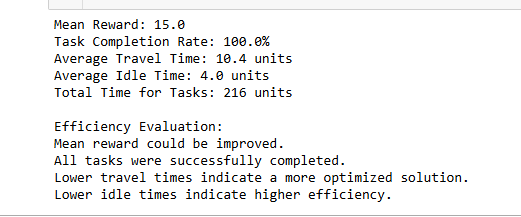 Mean Reward: 15.0
Task Completion Rate: 100.0%
Average Travel Time: 10.4 units
Average Idle Time: 4.0 units
Total Time for Tasks: 216 units
Efficiency Evaluation:
Mean reward could be improved.
All tasks were successfully completed.
Lower travel times indicate a more optimized solution.
Lower idle times indicate higher efficiency.